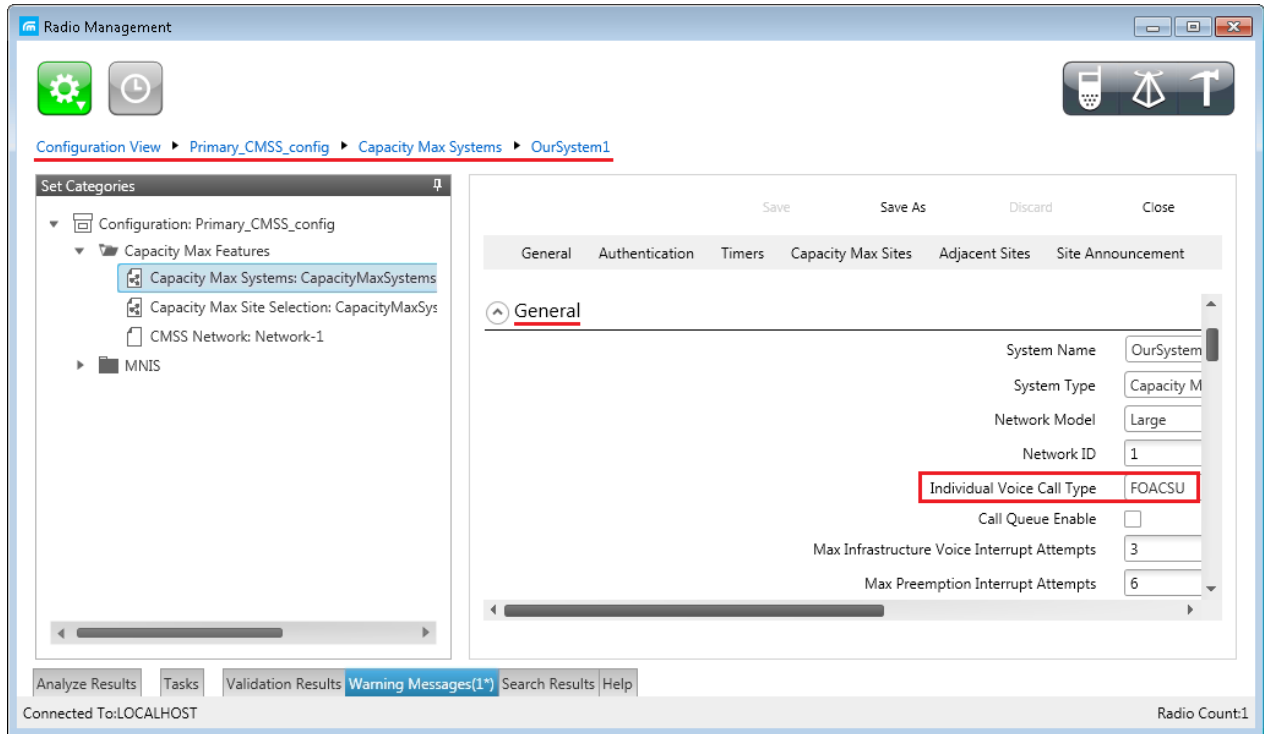 Radio Management
Configuration View Primary_CMSS_config Capacity Max Systems OurSystem1
Set Categories
Configuration: Primary_CMSS_config
Capacity Max Features
Capacity Max Systems: CapacityMaxSystems
Capacity Max Site Selection: CapacityMaxSys
CMSS Network: Network-1
MNIS
Save Save As Discard Close
General Authentication Timers Capacity Max Sites Adjacent Sites Site Announcement
General
System Name OurSystem
System Type Capacity M
Network Model Large
Network ID 1
Individual Voice Call Type FOACSU
Call Queue Enable
Max Infrastructure Voice Interrupt Attempts 3
Max Preemption Interrupt Attempts 6
Analyze Results Tasks Validation Results Warning Messages(1*) Search Results Help
Connected To:LOCALHOST Radio Count:1